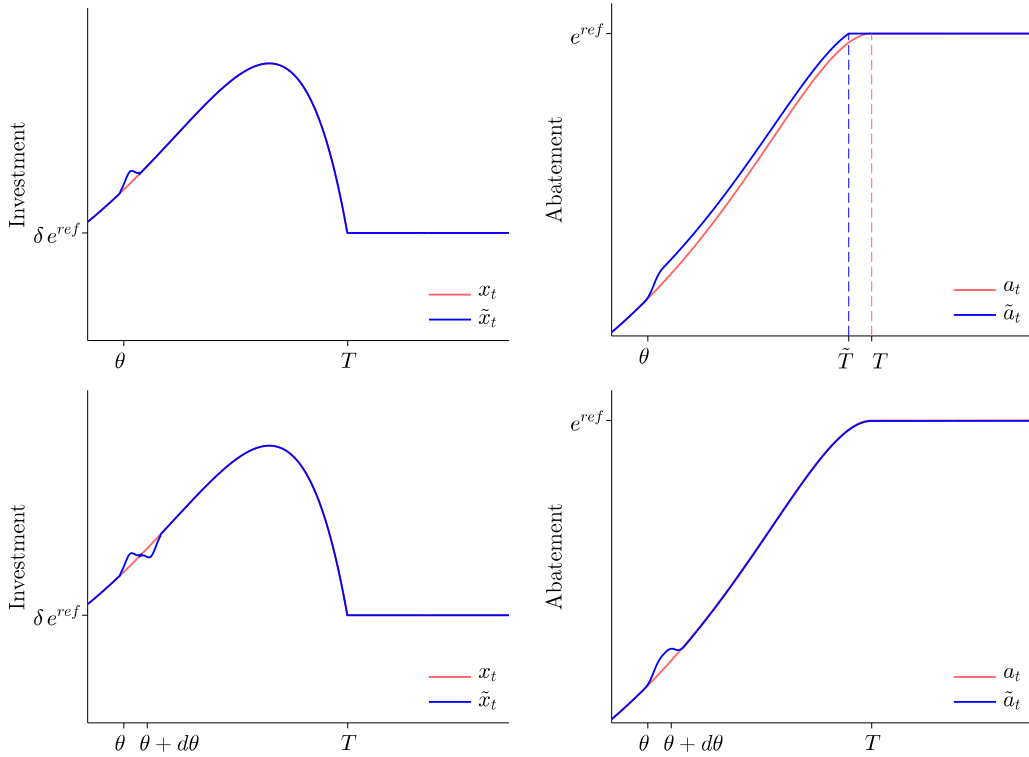 Investment
δ e^{ref}
x_t
x̃_t
θ
T
Abatement
e^{ref}
a_t
ã_t
θ
T̃
T
Investment
δ e^{ref}
x_t
x̃_t
θ
θ + dθ
T
Abatement
e^{ref}
a_t
ã_t
θ
θ + dθ
T